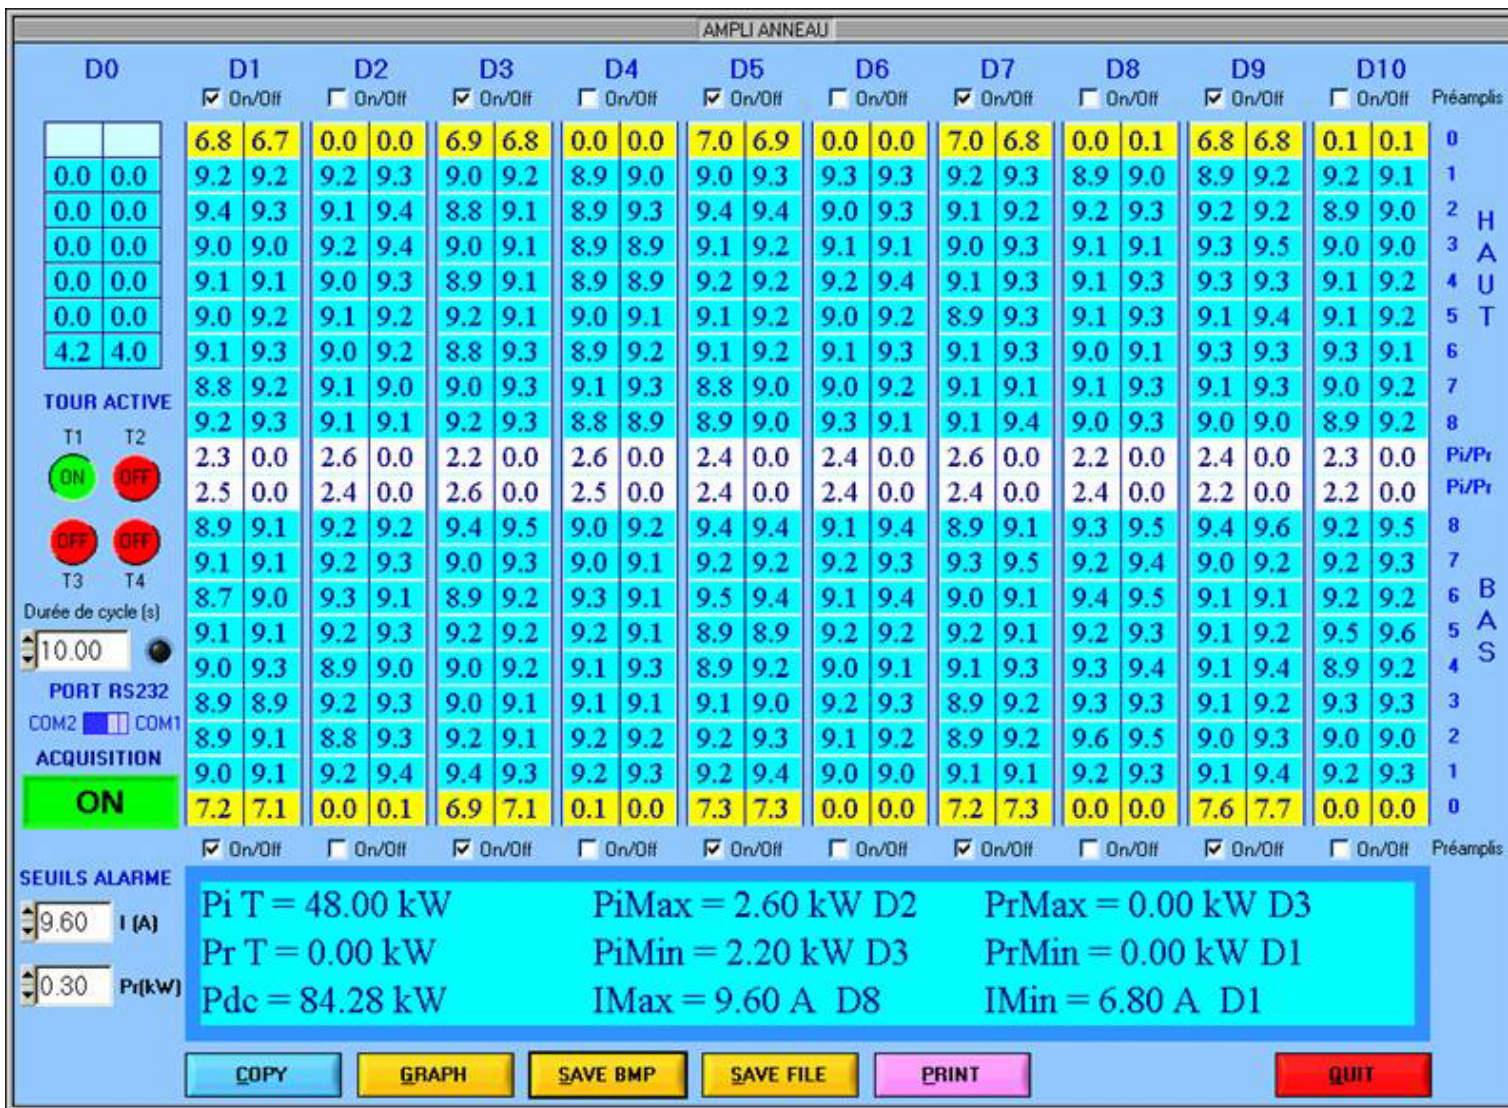 AMPLI ANNEAU
D0 D1 D2 D3 D4 D5 D6 D7 D8 D9 D10
On/Off On/Off On/Off On/Off On/Off On/Off On/Off On/Off On/Off On/Off Préamplis
6.8 6.7 0.0 0.0 6.9 6.8 0.0 0.0 7.0 6.9 0.0 0.0 7.0 6.8 0.0 0.1 6.8 6.8 0.1 0.1 0
0.0 0.0 9.2 9.2 9.2 9.3 9.0 9.2 8.9 9.0 9.0 9.3 9.3 9.3 9.2 9.3 8.9 9.0 8.9 9.2 9.2 9.1 1
0.0 0.0 9.4 9.3 9.1 9.4 8.8 9.1 8.9 9.3 9.4 9.4 9.0 9.3 9.1 9.2 9.2 9.3 9.2 9.2 8.9 9.0 2
0.0 0.0 9.0 9.0 9.2 9.4 9.0 9.1 8.9 8.9 9.1 9.2 9.1 9.1 9.0 9.3 9.1 9.1 9.3 9.5 9.0 9.0 3
0.0 0.0 9.1 9.1 9.0 9.3 8.9 9.1 8.9 8.9 9.2 9.2 9.2 9.4 9.1 9.3 9.1 9.3 9.3 9.3 9.1 9.2 4
0.0 0.0 9.0 9.2 9.1 9.2 9.2 9.1 9.0 9.1 9.1 9.2 9.0 9.2 8.9 9.3 9.1 9.3 9.1 9.4 9.1 9.2 5
4.2 4.0 9.1 9.3 9.0 9.2 8.8 9.3 8.9 9.2 9.1 9.2 9.1 9.3 9.1 9.3 9.0 9.1 9.3 9.3 9.3 9.1 6
8.8 9.2 9.1 9.0 9.0 9.3 9.1 9.3 8.8 9.0 9.0 9.2 9.1 9.1 9.1 9.3 9.1 9.3 9.0 9.2 7
9.2 9.3 9.1 9.1 9.2 9.3 8.8 8.9 8.9 9.0 9.3 9.1 9.1 9.4 9.0 9.3 9.0 9.0 8.9 9.2 8
HAUT
2.3 0.0 2.6 0.0 2.2 0.0 2.6 0.0 2.4 0.0 2.4 0.0 2.6 0.0 2.2 0.0 2.4 0.0 2.3 0.0 Pi/Pr
2.5 0.0 2.4 0.0 2.6 0.0 2.5 0.0 2.4 0.0 2.4 0.0 2.4 0.0 2.4 0.0 2.2 0.0 2.2 0.0 Pi/Pr
8.9 9.1 9.2 9.2 9.4 9.5 9.0 9.2 9.4 9.4 9.1 9.4 8.9 9.1 9.3 9.5 9.4 9.6 9.2 9.5 8
9.1 9.1 9.2 9.3 9.0 9.3 9.0 9.1 9.2 9.2 9.2 9.3 9.3 9.5 9.2 9.4 9.0 9.2 9.2 9.3 7
8.7 9.0 9.3 9.1 8.9 9.2 9.3 9.1 9.5 9.4 9.1 9.4 9.0 9.1 9.4 9.5 9.1 9.1 9.2 9.2 6
9.1 9.1 9.2 9.3 9.2 9.2 9.2 9.1 8.9 8.9 9.2 9.2 9.2 9.1 9.2 9.3 9.1 9.2 9.5 9.6 5
9.0 9.3 8.9 9.0 9.0 9.2 9.1 9.3 8.9 9.2 9.0 9.1 9.1 9.3 9.3 9.4 9.1 9.4 8.9 9.2 4
8.9 8.9 9.2 9.3 9.0 9.1 9.1 9.1 9.1 9.0 9.2 9.3 8.9 9.2 9.3 9.3 9.1 9.2 9.3 9.3 3
8.9 9.1 8.8 9.3 9.2 9.1 9.2 9.2 9.2 9.3 9.1 9.2 8.9 9.2 9.6 9.5 9.0 9.3 9.0 9.0 2
9.0 9.1 9.2 9.4 9.4 9.3 9.2 9.3 9.2 9.4 9.0 9.0 9.1 9.1 9.2 9.3 9.1 9.4 9.2 9.3 1
7.2 7.1 0.0 0.1 6.9 7.1 0.1 0.0 7.3 7.3 0.0 0.0 7.2 7.3 0.0 0.0 7.6 7.7 0.0 0.0 0
BAS
On/Off On/Off On/Off On/Off On/Off On/Off On/Off On/Off On/Off On/Off Préamplis
TOUR ACTIVE
T1 T2
ON OFF
OFF OFF
T3 T4
Durée de cycle (s)
10.00
PORT RS232
COM2 COM1
ACQUISITION
ON
SEUILS ALARME
9.60 I (A)
0.30 Pr(kW)
Pi T = 48.00 kW PiMax = 2.60 kW D2 PrMax = 0.00 kW D3
Pr T = 0.00 kW PiMin = 2.20 kW D3 PrMin = 0.00 kW D1
Pdc = 84.28 kW IMax = 9.60 A D8 IMin = 6.80 A D1
COPY GRAPH SAVE BMP SAVE FILE PRINT QUIT